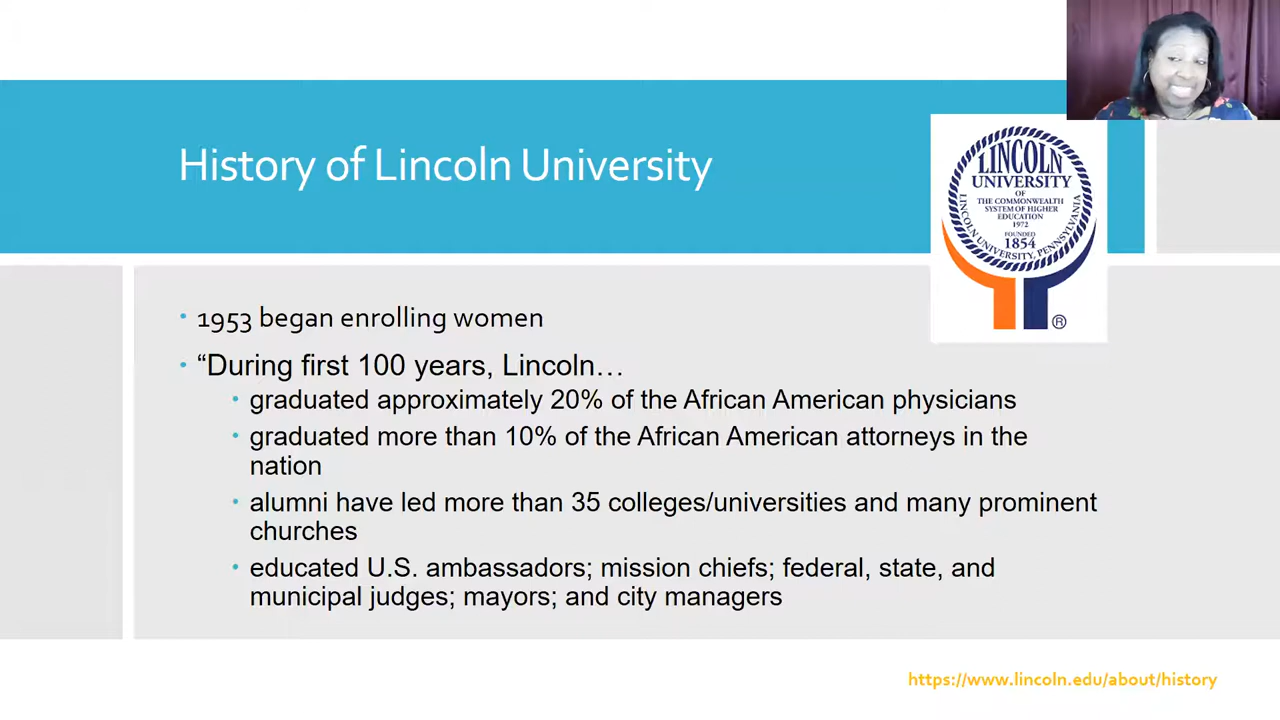 History of Lincoln University
LINCOLN
UNIVERSITY
OF
THE COMMONWEALTH
SYSTEM OF HIGHER
EDUCATION
1972
FOUNDED
1854
LINCOLN UNIVERSITY, PENNSYLVANIA
®
• 1953 began enrolling women
• “During first 100 years, Lincoln…
• graduated approximately 20% of the African American physicians
• graduated more than 10% of the African American attorneys in the
nation
• alumni have led more than 35 colleges/universities and many prominent
churches
• educated U.S. ambassadors; mission chiefs; federal, state, and
municipal judges; mayors; and city managers
https://www.lincoln.edu/about/history